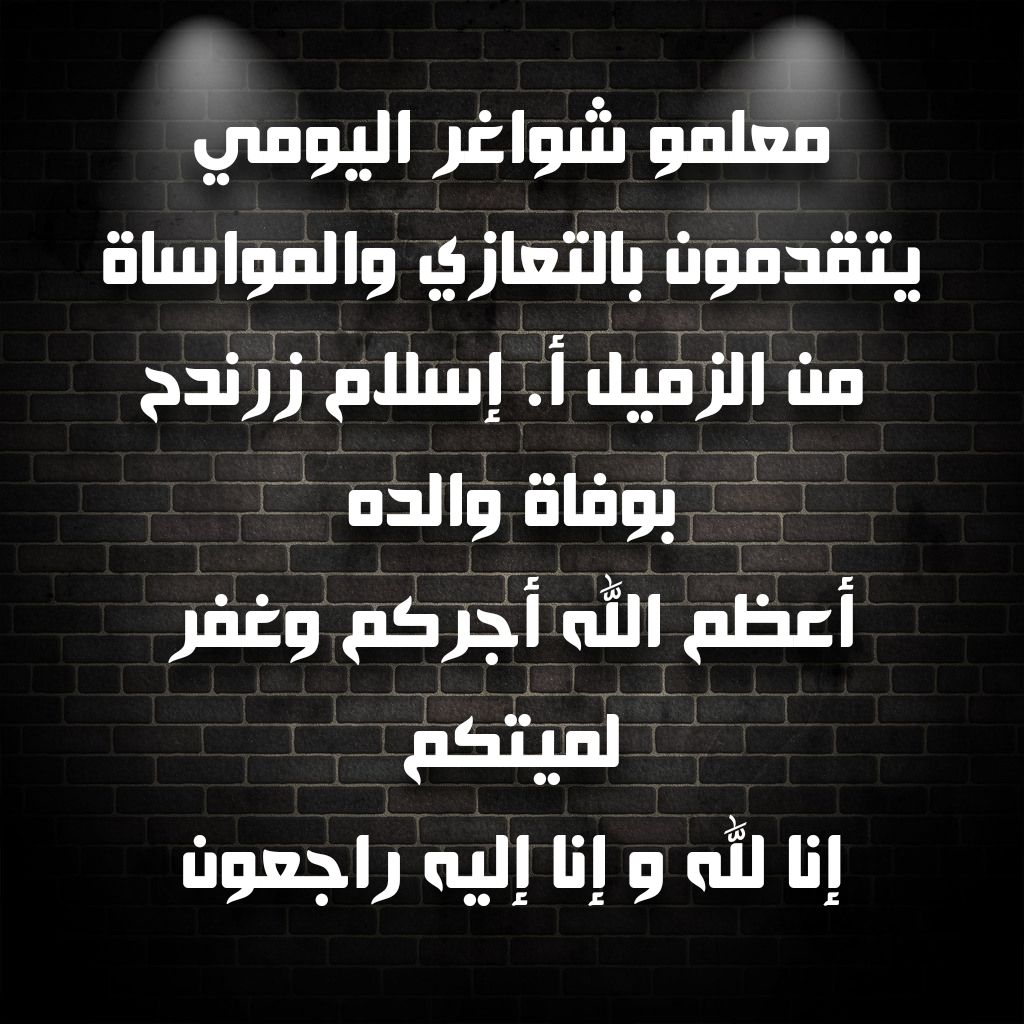 معلمو شواغر اليومي
يتقدمون بالتعازي والمواساة
من الزميل أ. إسلام زرندح
بوفاة والده
أعظم الله أجركم وغفر
لميتكم
إنا لله و إنا إليه راجعون